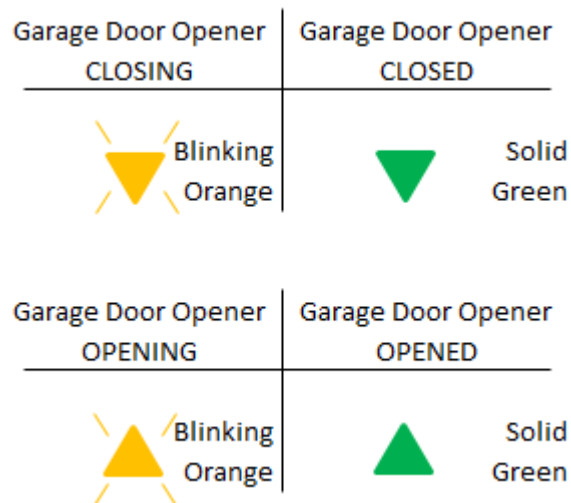 Garage Door Opener
CLOSING
Garage Door Opener
CLOSED
Blinking
Orange
Solid
Green
Garage Door Opener
OPENING
Garage Door Opener
OPENED
Blinking
Orange
Solid
Green